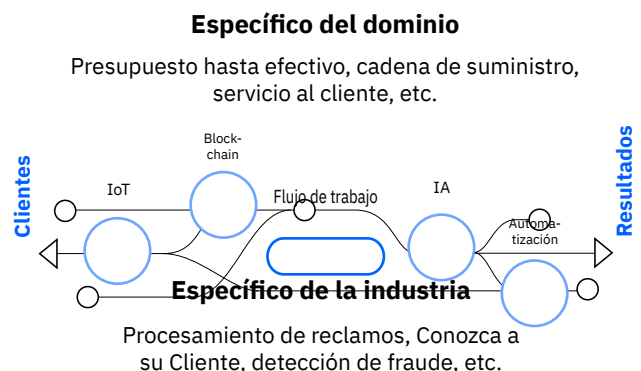 Específico del dominio
Presupuesto hasta efectivo, cadena de suministro,
servicio al cliente, etc.
Clientes
Resultados
Block-
chain
IoT
Flujo de trabajo
IA
Automa-
tización
Específico de la industria
Procesamiento de reclamos, Conozca a
su Cliente, detección de fraude, etc.